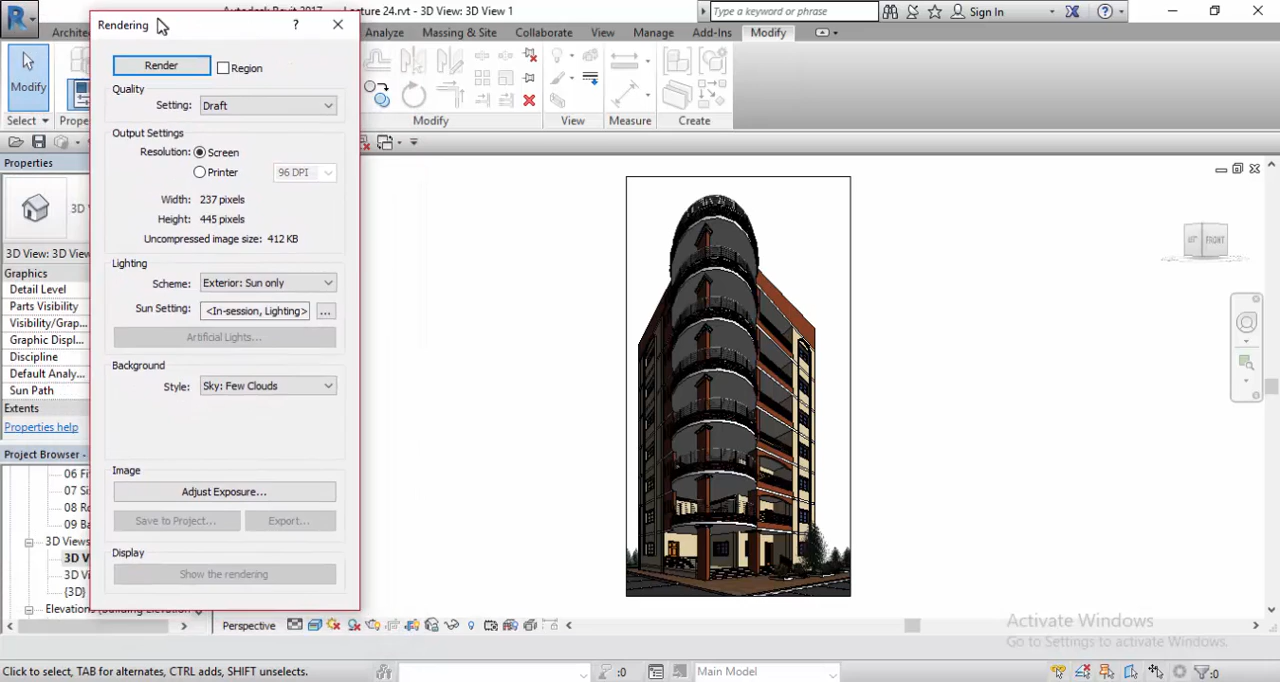 Autodesk Revit 2017 - Lecture 24.rvt - 3D View: 3D View 1
Type a keyword or phrase
Sign In
Rendering
Analyze
Massing & Site
Collaborate
View
Manage
Add-Ins
Modify
Modify
Select
Modify
View
Measure
Create
Render
Region
Quality
Setting: Draft
Output Settings
Resolution: Screen
Printer
96 DPI
Width: 237 pixels
Height: 445 pixels
Uncompressed image size: 412 KB
Lighting
Scheme: Exterior: Sun only
Sun Setting: <In-session, Lighting> ...
Artificial Lights...
Background
Style: Sky: Few Clouds
Image
Adjust Exposure...
Save to Project...
Export...
Display
Show the rendering
Properties
3D
3D View: 3D
Graphics
Detail Level
Parts Visibility
Visibility/Grap...
Graphic Displ...
Discipline
Default Analy...
Sun Path
Extents
Properties help
Project Browser -
06 Fi
07 Si
08 Ro
09 Ba
3D Views
3D V
3D V
{3D}
Elevations (Building Elevation
FRONT
Perspective
Activate Windows
Go to Settings to activate Windows.
Click to select, TAB for alternates, CTRL adds, SHIFT unselects.
:0
Main Model
:0